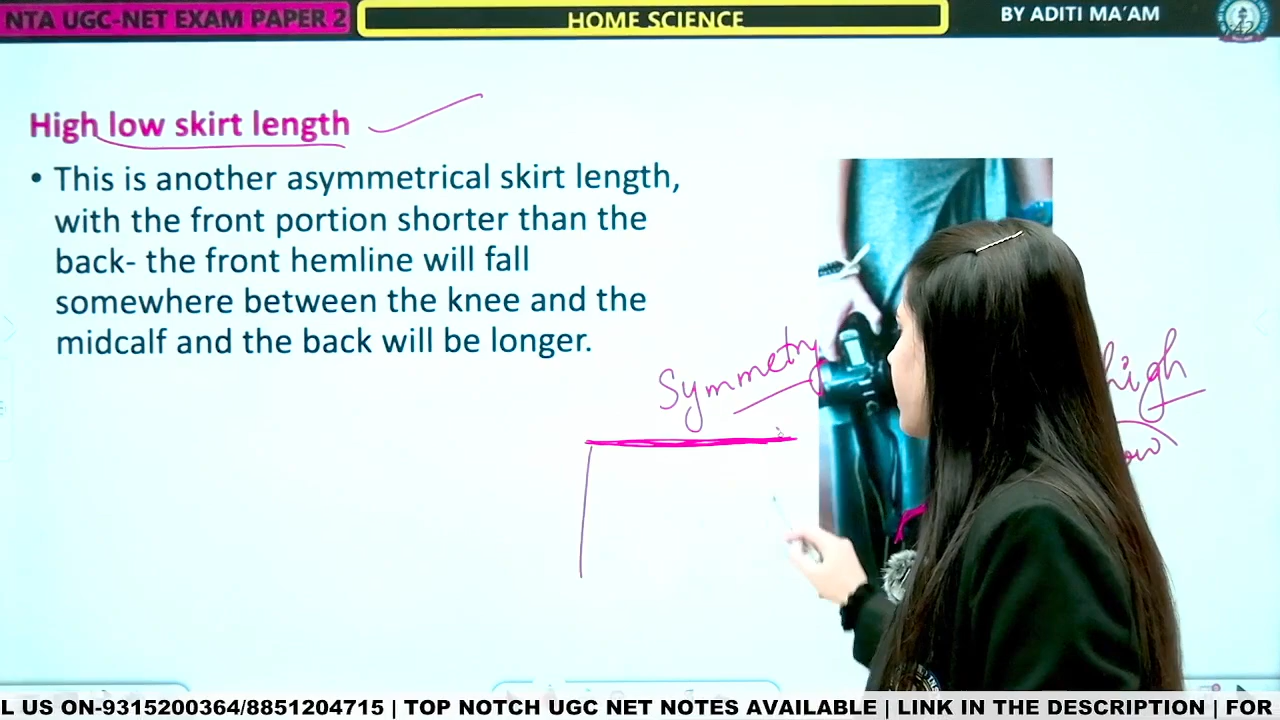 NTA UGC-NET EXAM PAPER 2
HOME SCIENCE
BY ADITI MA'AM
High low skirt length
• This is another asymmetrical skirt length,
with the front portion shorter than the
back- the front hemline will fall
somewhere between the knee and the
midcalf and the back will be longer.
Symmetry
high
L US ON-9315200364/8851204715 | TOP NOTCH UGC NET NOTES AVAILABLE | LINK IN THE DESCRIPTION | FOR